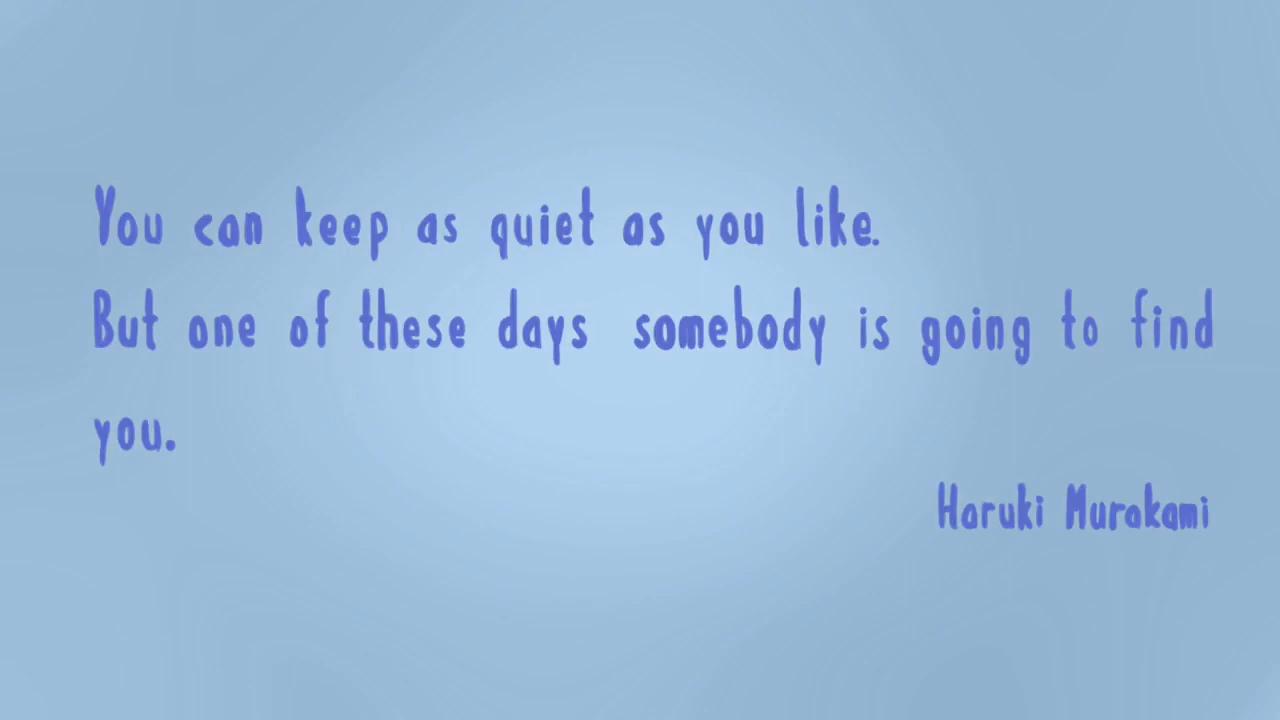 You can keep as quiet as you like.
But one of these days somebody is going to find
you.
Haruki Murakami